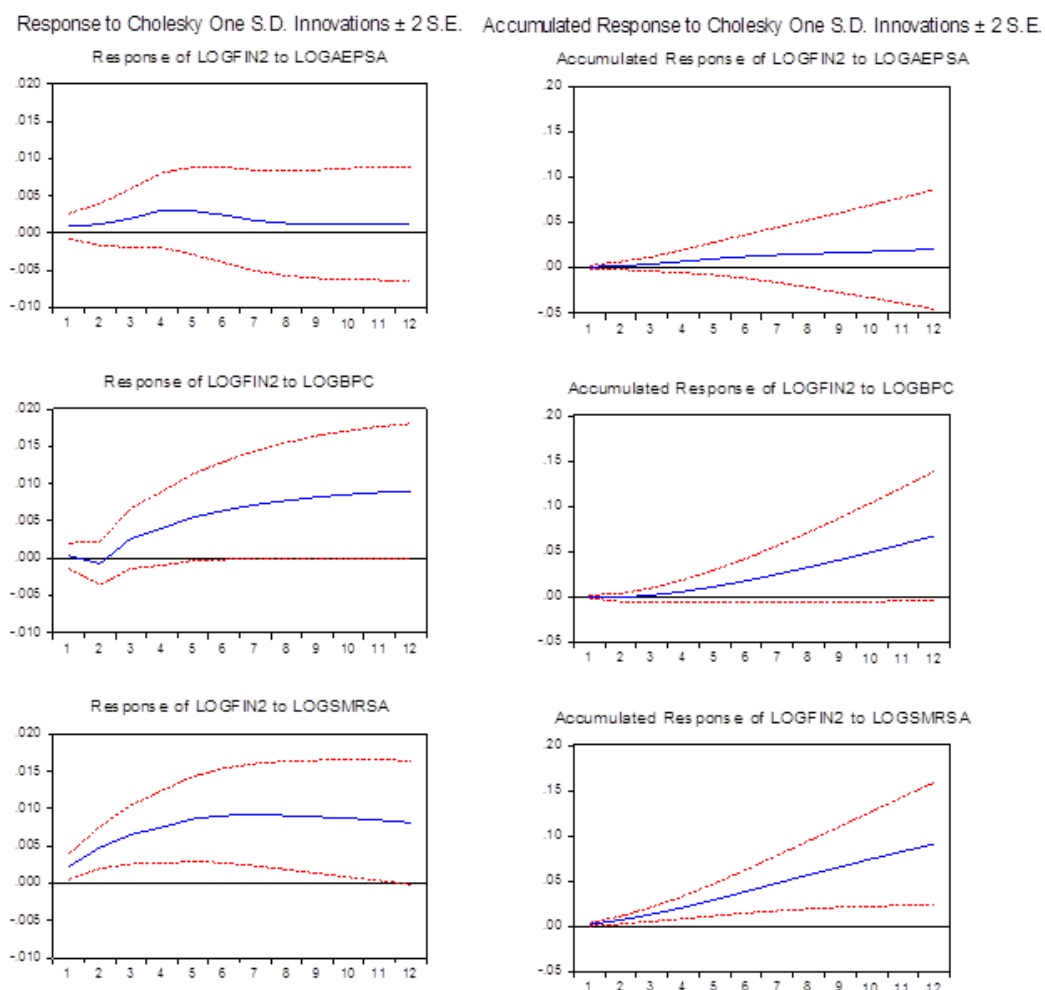 Response to Cholesky One S.D. Innovations ± 2 S.E.
Accumulated Response to Cholesky One S.D. Innovations ± 2 S.E.
Response of LOGFIN2 to LOGAEPSA
.020
.015
.010
.005
.000
-.005
-.010
1 2 3 4 5 6 7 8 9 10 11 12
Accumulated Response of LOGFIN2 to LOGAEPSA
.20
.15
.10
.05
.00
-.05
1 2 3 4 5 6 7 8 9 10 11 12
Response of LOGFIN2 to LOGBPC
.020
.015
.010
.005
.000
-.005
-.010
1 2 3 4 5 6 7 8 9 10 11 12
Accumulated Response of LOGFIN2 to LOGBPC
.20
.15
.10
.05
.00
-.05
1 2 3 4 5 6 7 8 9 10 11 12
Response of LOGFIN2 to LOGSMRSA
.020
.015
.010
.005
.000
-.005
-.010
1 2 3 4 5 6 7 8 9 10 11 12
Accumulated Response of LOGFIN2 to LOGSMRSA
.20
.15
.10
.05
.00
-.05
1 2 3 4 5 6 7 8 9 10 11 12